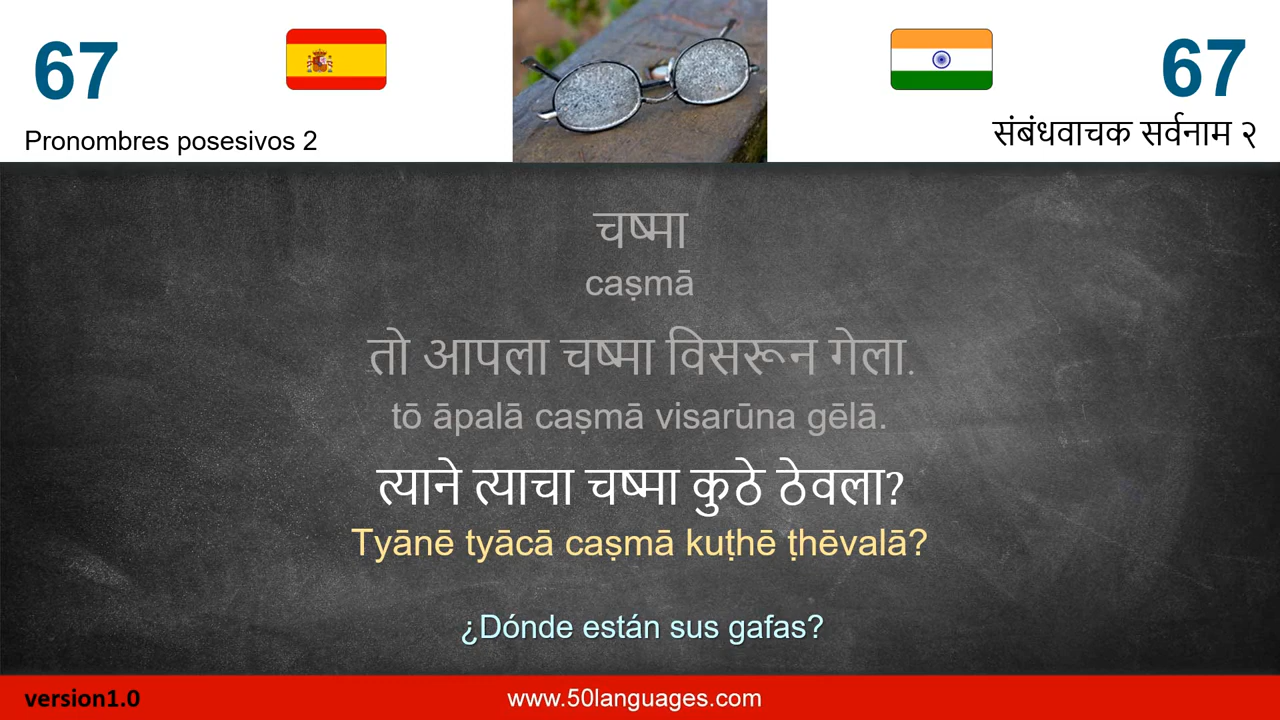 67
67
Pronombres posesivos 2
संबंधवाचक सर्वनाम २
चष्मा
caṣmā
तो आपला चष्मा विसरून गेला.
tō āpalā caṣmā visarūna gēlā.
त्याने त्याचा चष्मा कुठे ठेवला?
Tyānē tyācā caṣmā kuṭhē ṭhēvalā?
¿Dónde están sus gafas?
version1.0
www.50languages.com